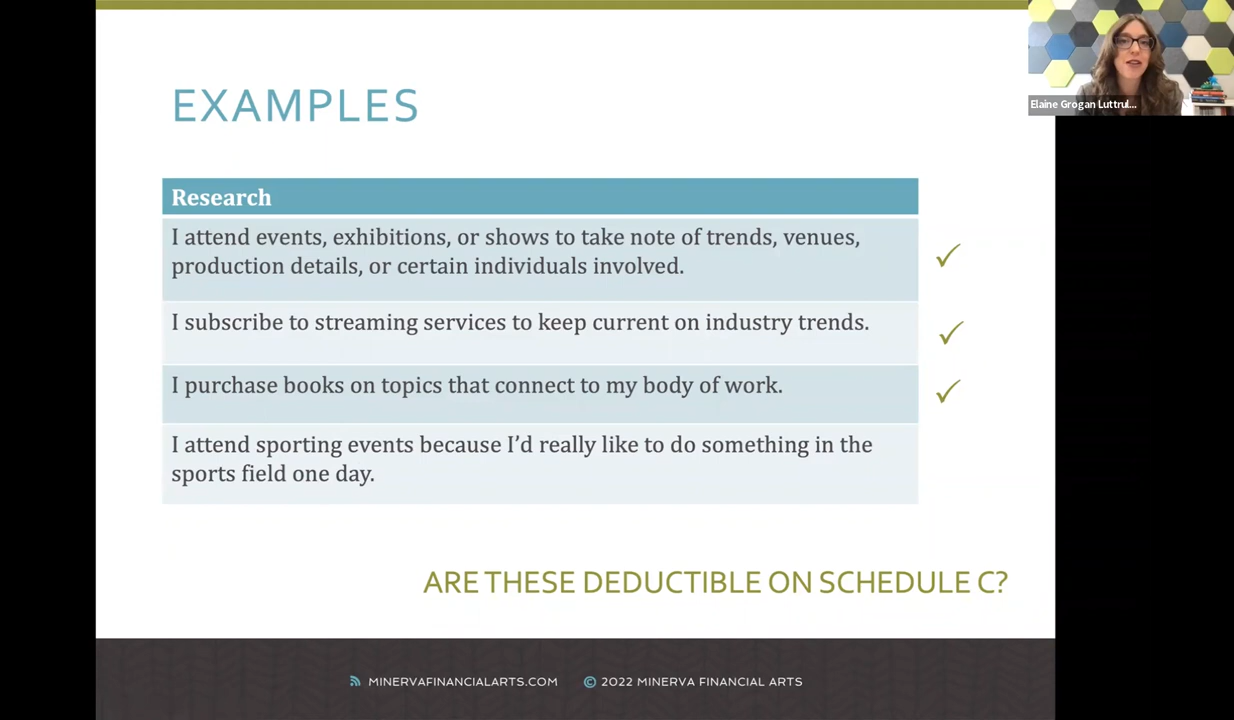 Elaine Grogan Luttrul...
EXAMPLES
Research
I attend events, exhibitions, or shows to take note of trends, venues,
production details, or certain individuals involved.
I subscribe to streaming services to keep current on industry trends.
I purchase books on topics that connect to my body of work.
I attend sporting events because I’d really like to do something in the
sports field one day.
ARE THESE DEDUCTIBLE ON SCHEDULE C?
MINERVAFINANCIALARTS.COM © 2022 MINERVA FINANCIAL ARTS